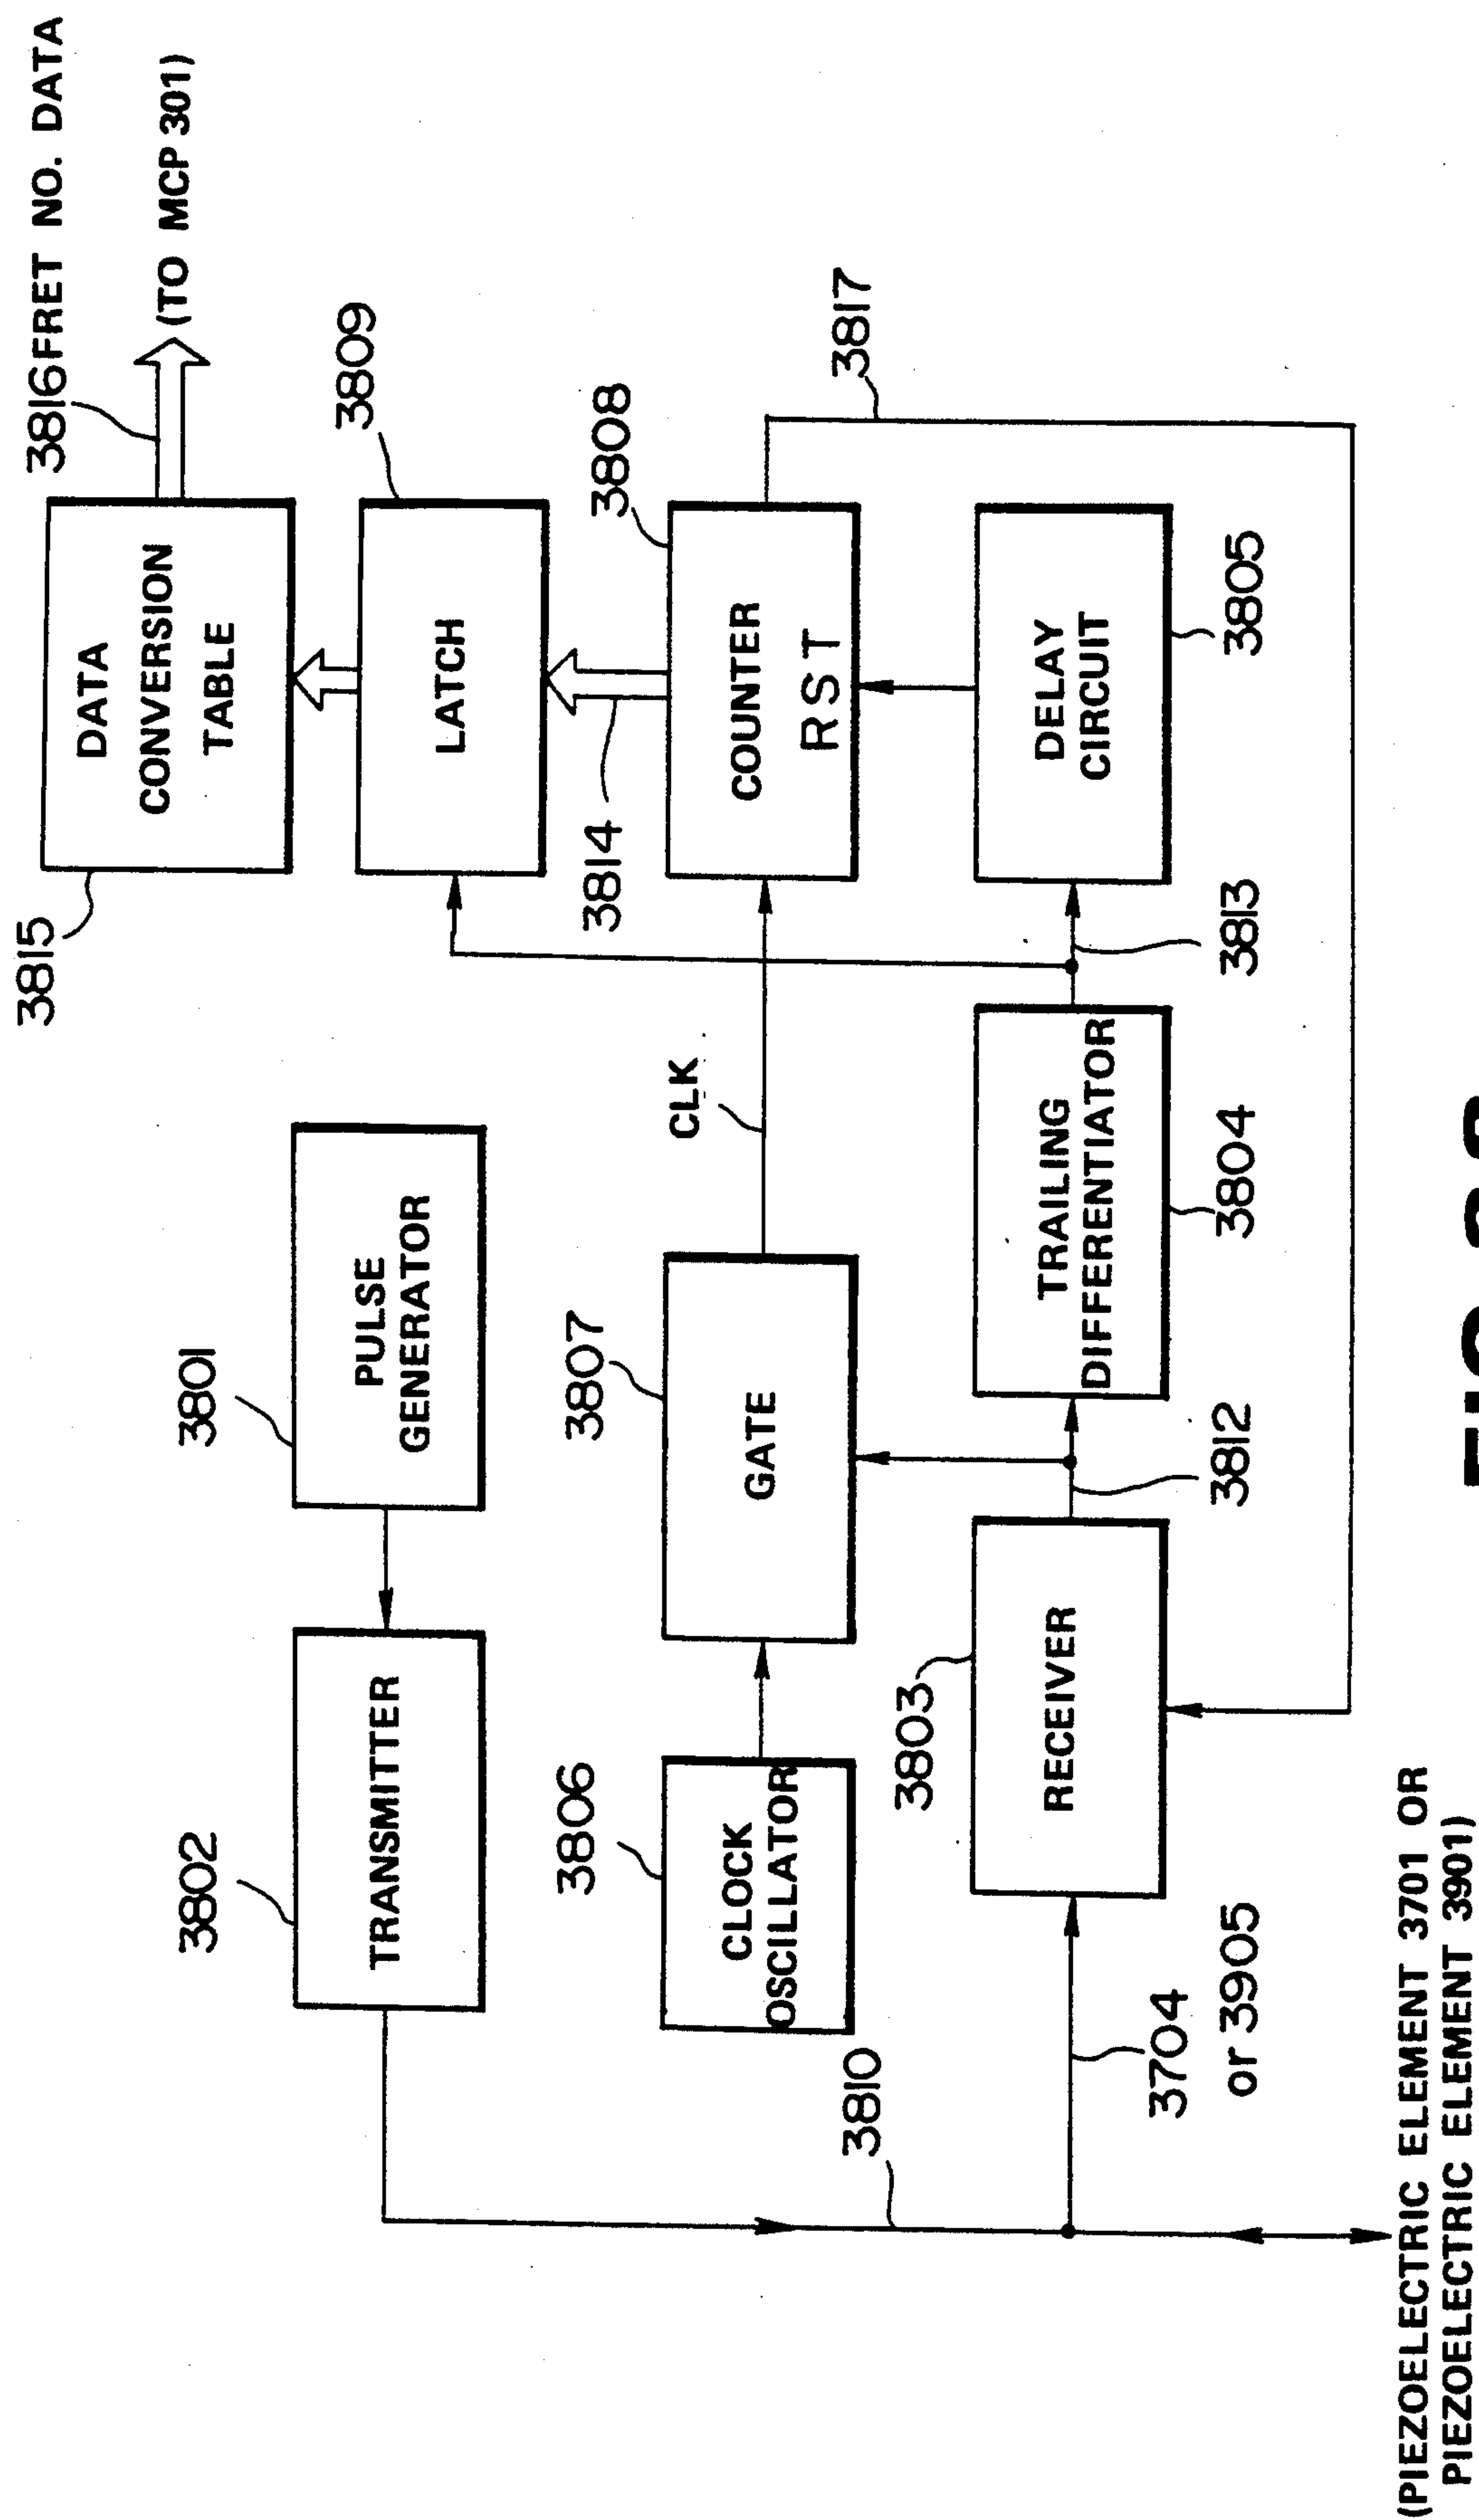 3816 FRET NO. DATA
(TO MCP 301)
3815
DATA
CONVERSION
TABLE
3809
LATCH
3814
3808
COUNTER
RST
3817
DELAY
CIRCUIT
3805
3813
3801
PULSE
GENERATOR
3802
TRANSMITTER
CLK
3807
GATE
3806
CLOCK
OSCILLATOR
TRAILING
DIFFERENTIATOR
3804
3812
3803
RECEIVER
3810
3704
or 3905
(PIEZOELECTRIC ELEMENT 3701 OR
PIEZOELECTRIC ELEMENT 3901)